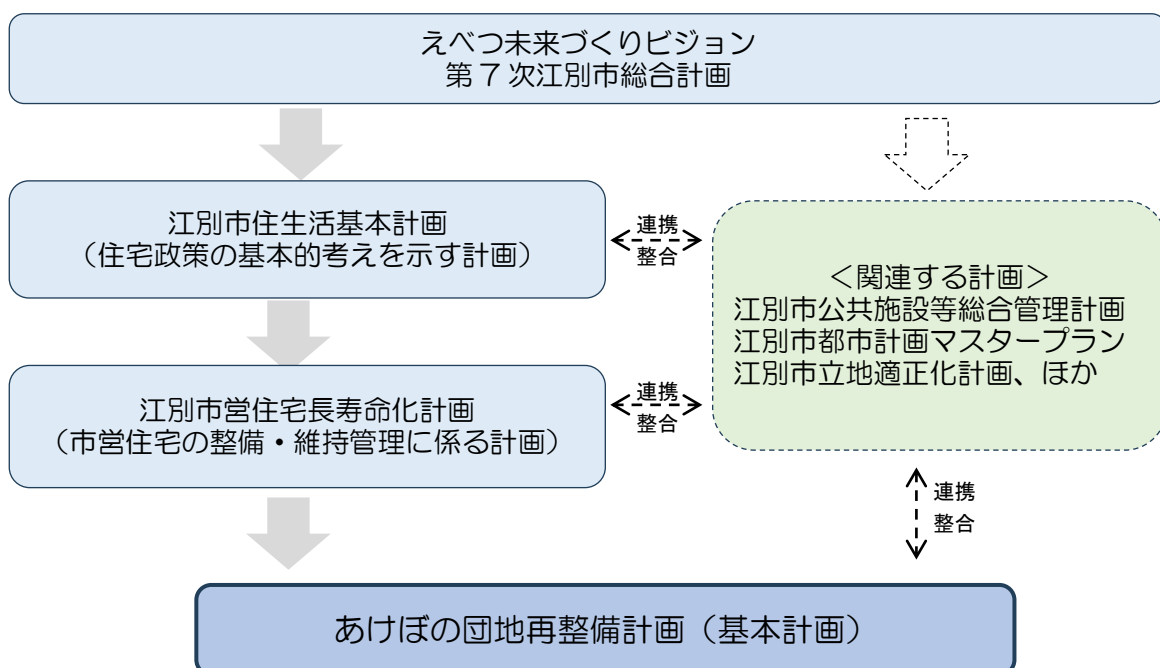 えべつ未来づくりビジョン
第7次江別市総合計画
江別市住生活基本計画
（住宅政策の基本的考えを示す計画）
連携
整合
＜関連する計画＞
江別市公共施設等総合管理計画
江別市都市計画マスタープラン
江別市立地適正化計画、ほか
江別市営住宅長寿命化計画
（市営住宅の整備・維持管理に係る計画）
連携
整合
連携
整合
あけぼの団地再整備計画（基本計画）